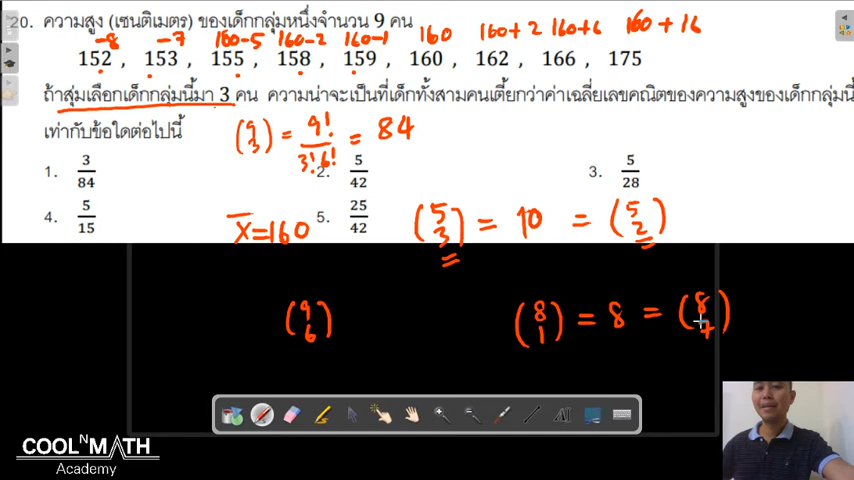 20. ความสูง (เซนติเมตร) ของเด็กกลุ่มหนึ่งจำนวน 9 คน
-8 -7 160-5 160-2 160-1 160 160+2 160+6 160+16
152 , 153 , 155 , 158 , 159 , 160 , 162 , 166 , 175
ถ้าสุ่มเลือกเด็กกลุ่มนี้มา 3 คน ความน่าจะเป็นที่เด็กทั้งสามคนเตี้ยกว่าค่าเฉลี่ยเลขคณิตของความสูงของเด็กกลุ่มนี้
เท่ากับข้อใดต่อไปนี้
(9 3) = 9!/3!6! = 84
1. 3/84 2. 5/42 3. 5/28
4. 5/15 5. 25/42
x̅=160 (5 3) = 10 = (5 2)
(9 6) (8 1) = 8 = (8 7)
COOL N MATH
Academy